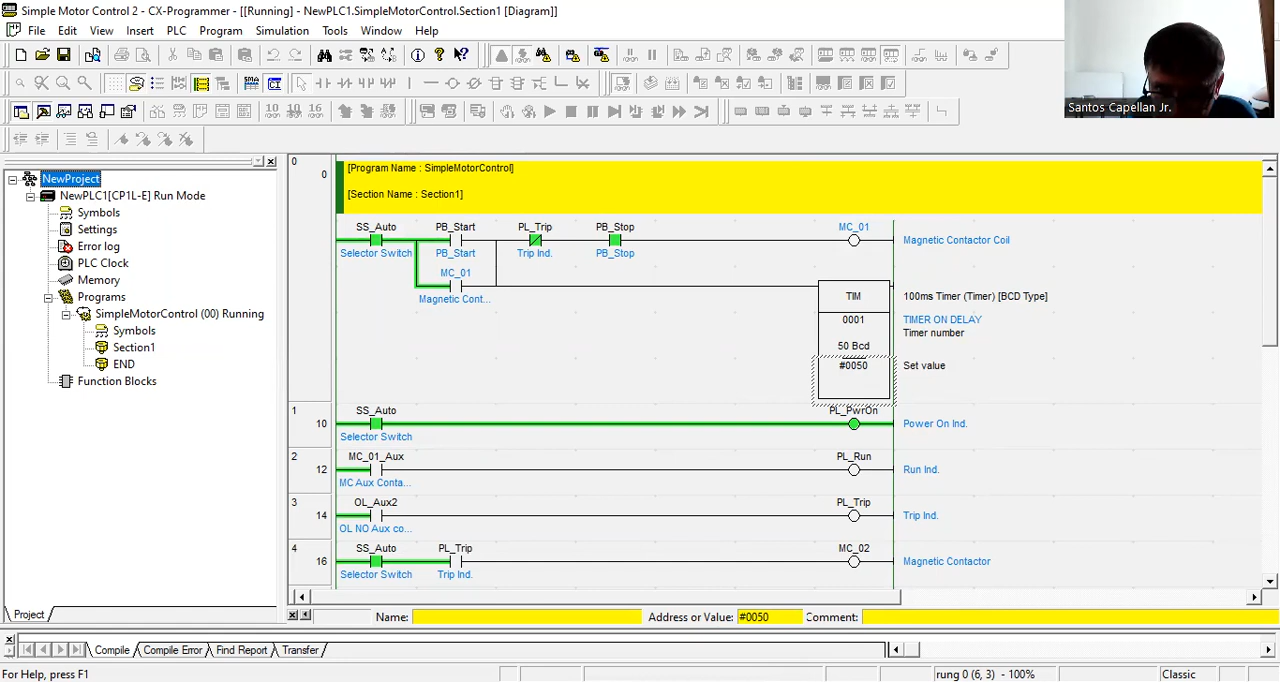 Simple Motor Control 2 - CX-Programmer - [[Running] - NewPLC1.SimpleMotorControl.Section1 [Diagram]]
File Edit View Insert PLC Program Simulation Tools Window Help
Santos Capellan Jr.
NewProject
NewPLC1[CP1L-E] Run Mode
Symbols
Settings
Error log
PLC Clock
Memory
Programs
SimpleMotorControl (00) Running
Symbols
Section1
END
Function Blocks
Project
0
0
[Program Name : SimpleMotorControl]
[Section Name : Section1]
SS_Auto PB_Start PL_Trip PB_Stop MC_01
Magnetic Contactor Coil
Selector Switch PB_Start Trip Ind. PB_Stop
MC_01
Magnetic Cont...
TIM 100ms Timer (Timer) [BCD Type]
0001 TIMER ON DELAY
Timer number
50 Bcd
#0050 Set value
1 SS_Auto PL_PwrOn
10 Power On Ind.
Selector Switch
2 MC_01_Aux PL_Run
12 Run Ind.
MC Aux Conta...
3 OL_Aux2 PL_Trip
14 Trip Ind.
OL NO Aux co...
4 SS_Auto PL_Trip MC_02
16 Magnetic Contactor
Selector Switch Trip Ind.
Name: Address or Value: #0050 Comment:
Compile Compile Error Find Report Transfer
For Help, press F1 rung 0 (6, 3) - 100% Classic